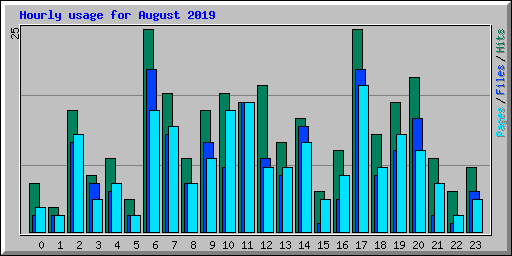 Hourly usage for August 2019
25
Pages / Files / Hits
0 1 2 3 4 5 6 7 8 9 10 11 12 13 14 15 16 17 18 19 20 21 22 23